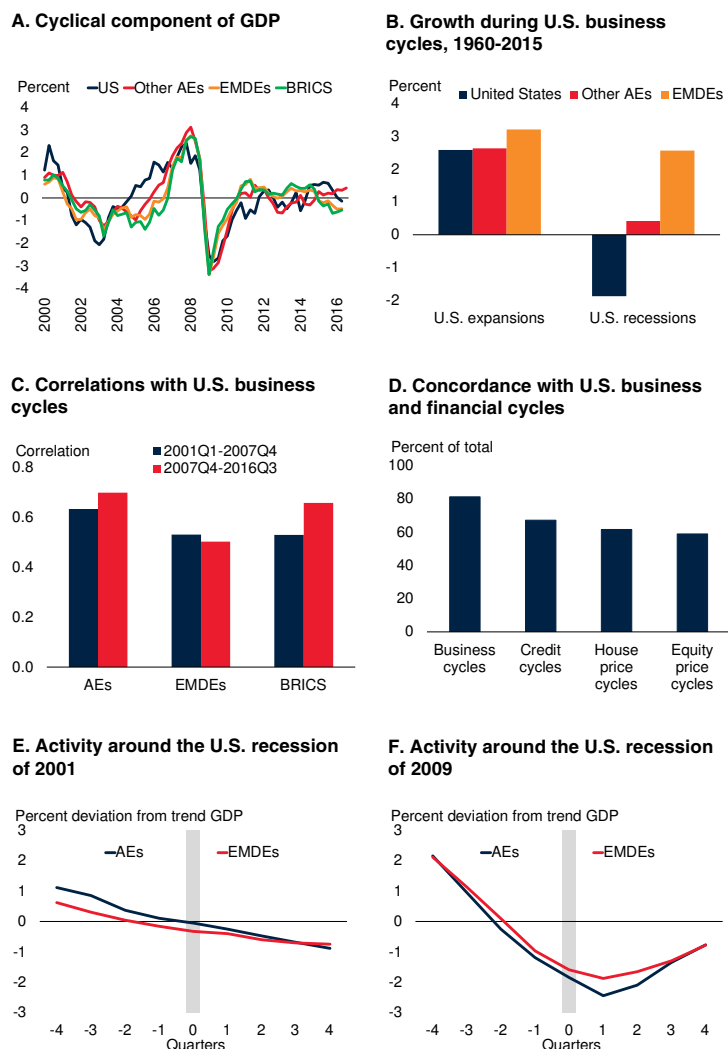 A. Cyclical component of GDP
Percent
US Other AEs EMDEs BRICS
4
3
2
1
0
-1
-2
-3
-4
2000
2002
2004
2006
2008
2010
2012
2014
2016
B. Growth during U.S. business
cycles, 1960-2015
Percent
United States Other AEs EMDEs
4
3
2
1
0
-1
-2
U.S. expansions U.S. recessions
C. Correlations with U.S. business
cycles
Correlation
2001Q1-2007Q4
2007Q4-2016Q3
0.8
0.6
0.4
0.2
0.0
AEs EMDEs BRICS
D. Concordance with U.S. business
and financial cycles
Percent of total
100
80
60
40
20
0
Business
cycles
Credit
cycles
House
price
cycles
Equity
price
cycles
E. Activity around the U.S. recession
of 2001
Percent deviation from trend GDP
AEs EMDEs
3
2
1
0
-1
-2
-3
-4 -3 -2 -1 0 1 2 3 4
Quarters
F. Activity around the U.S. recession
of 2009
Percent deviation from trend GDP
AEs EMDEs
3
2
1
0
-1
-2
-3
-4 -3 -2 -1 0 1 2 3 4
Quarters